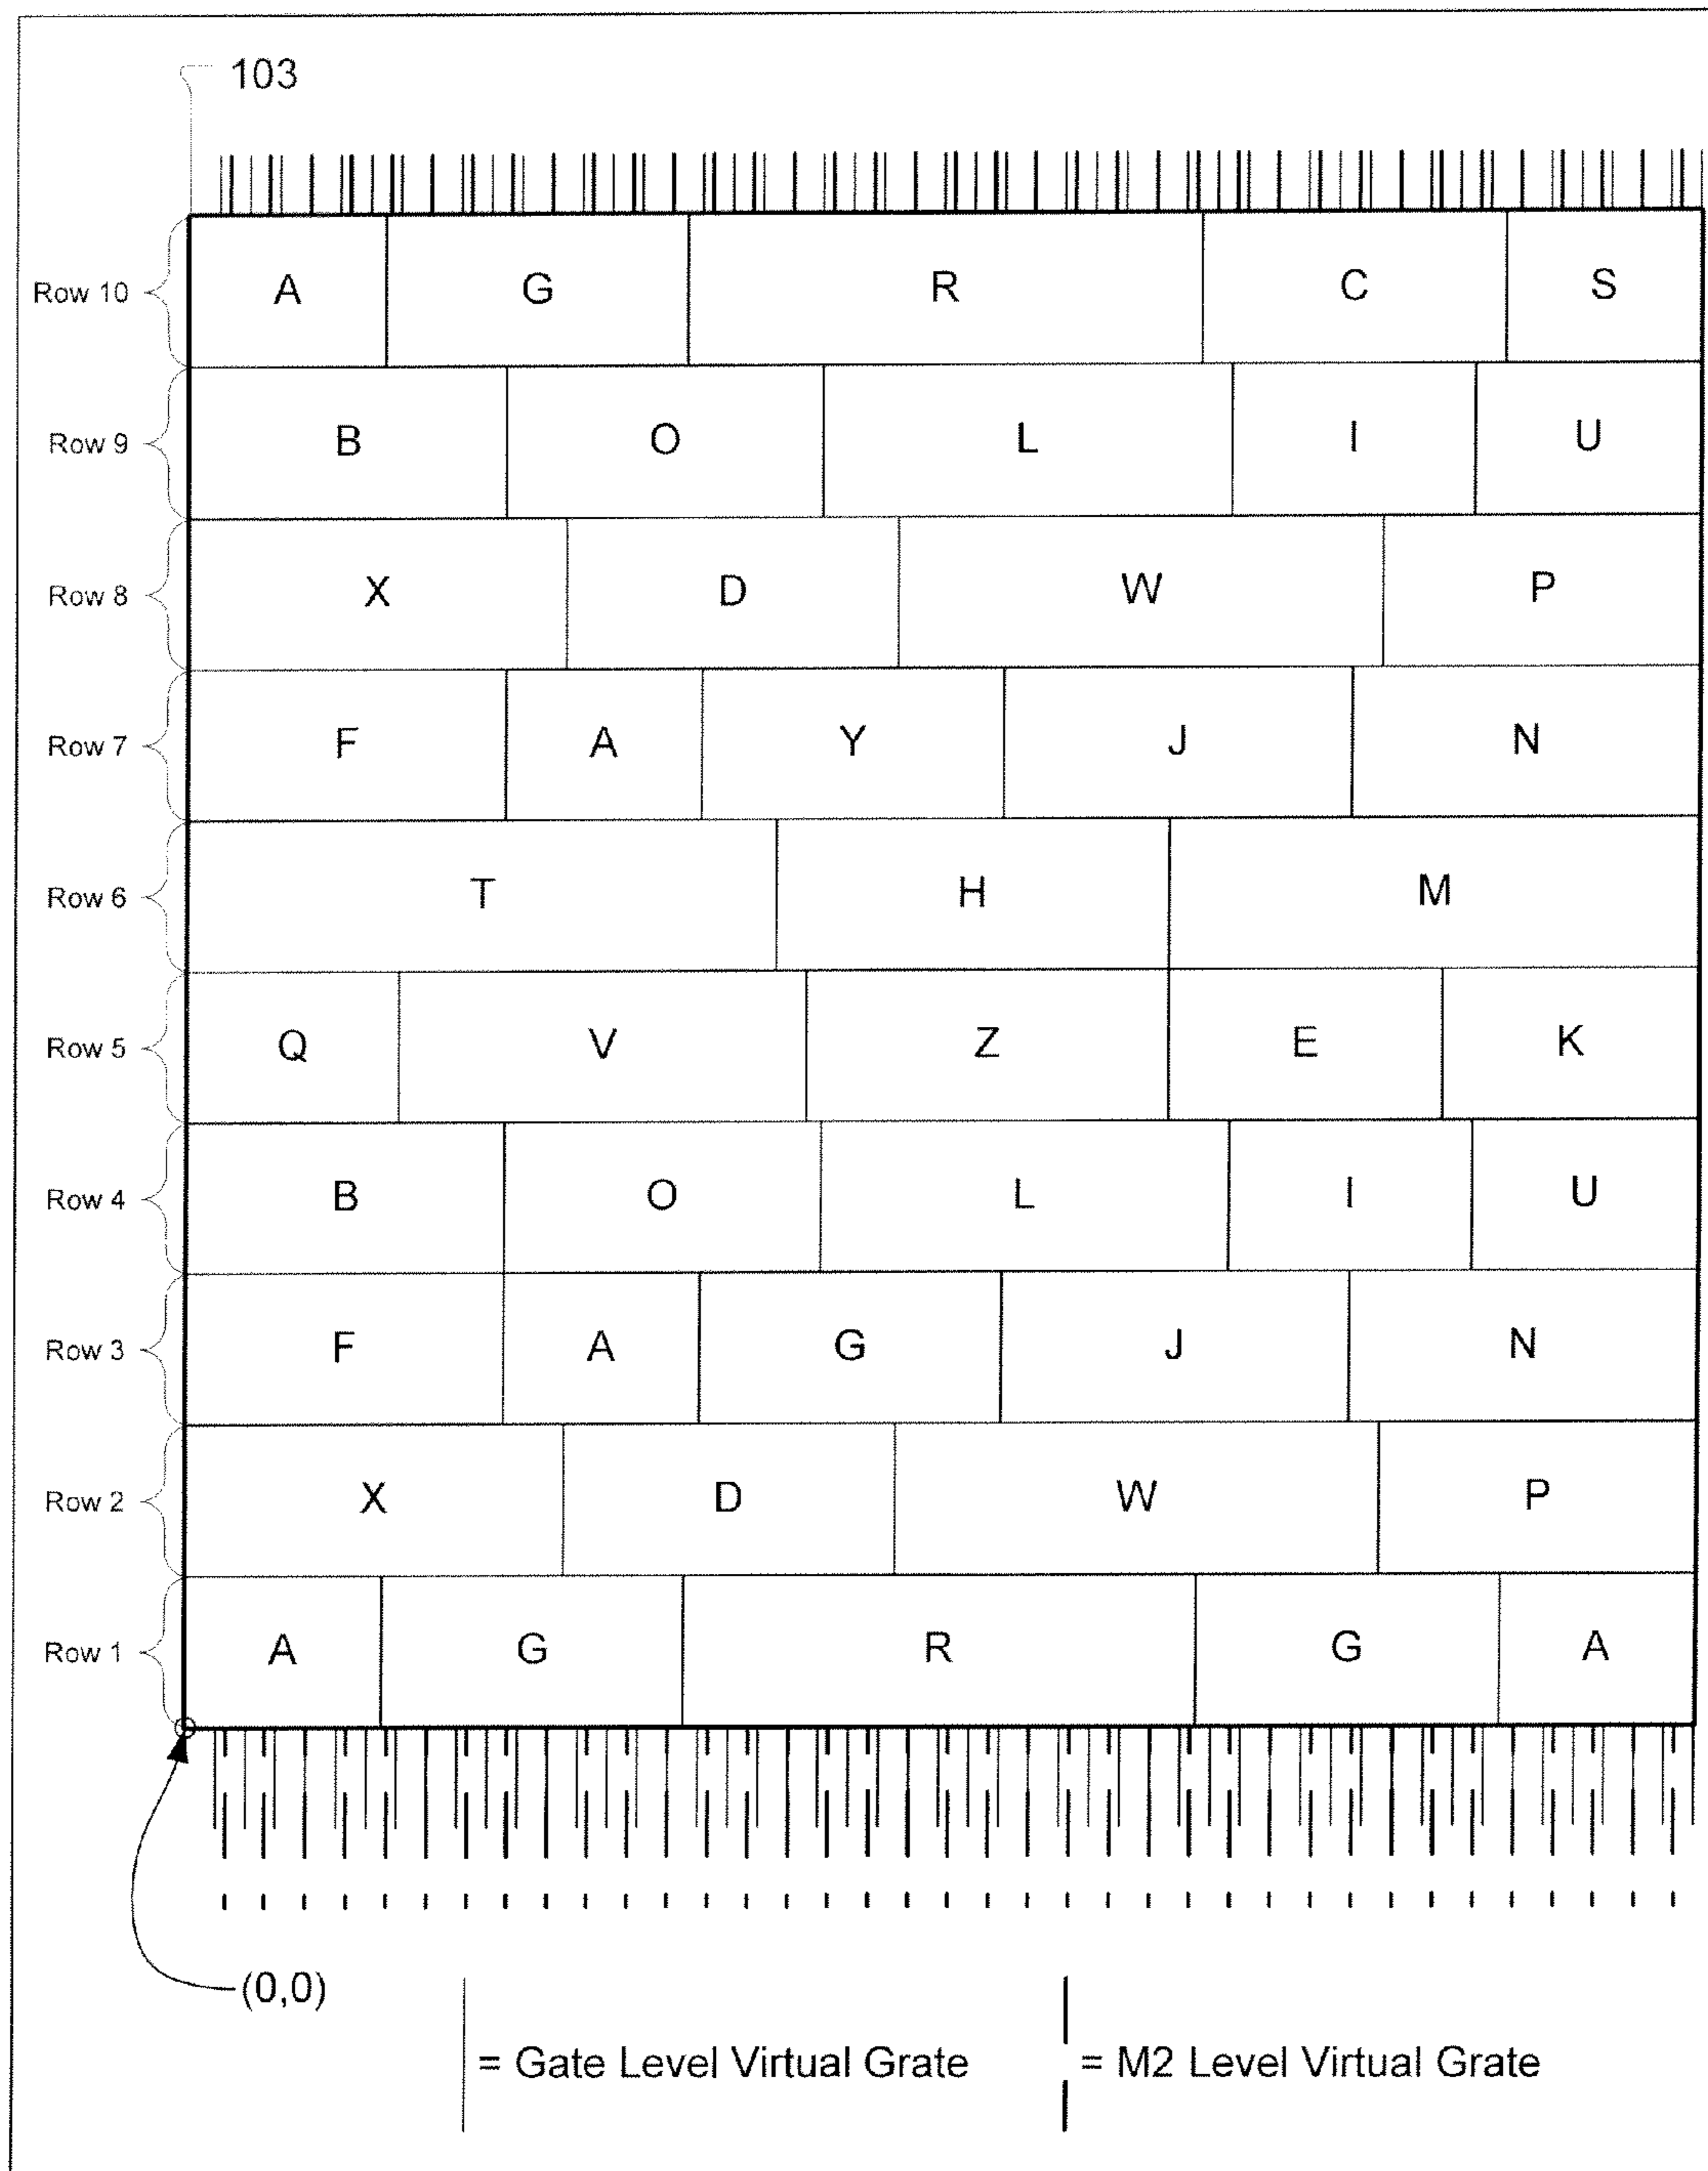 103
Row 10 A G R C S
Row 9 B O L I U
Row 8 X D W P
Row 7 F A Y J N
Row 6 T H M
Row 5 Q V Z E K
Row 4 B O L I U
Row 3 F A G J N
Row 2 X D W P
Row 1 A G R G A
(0,0)
= Gate Level Virtual Grate = M2 Level Virtual Grate